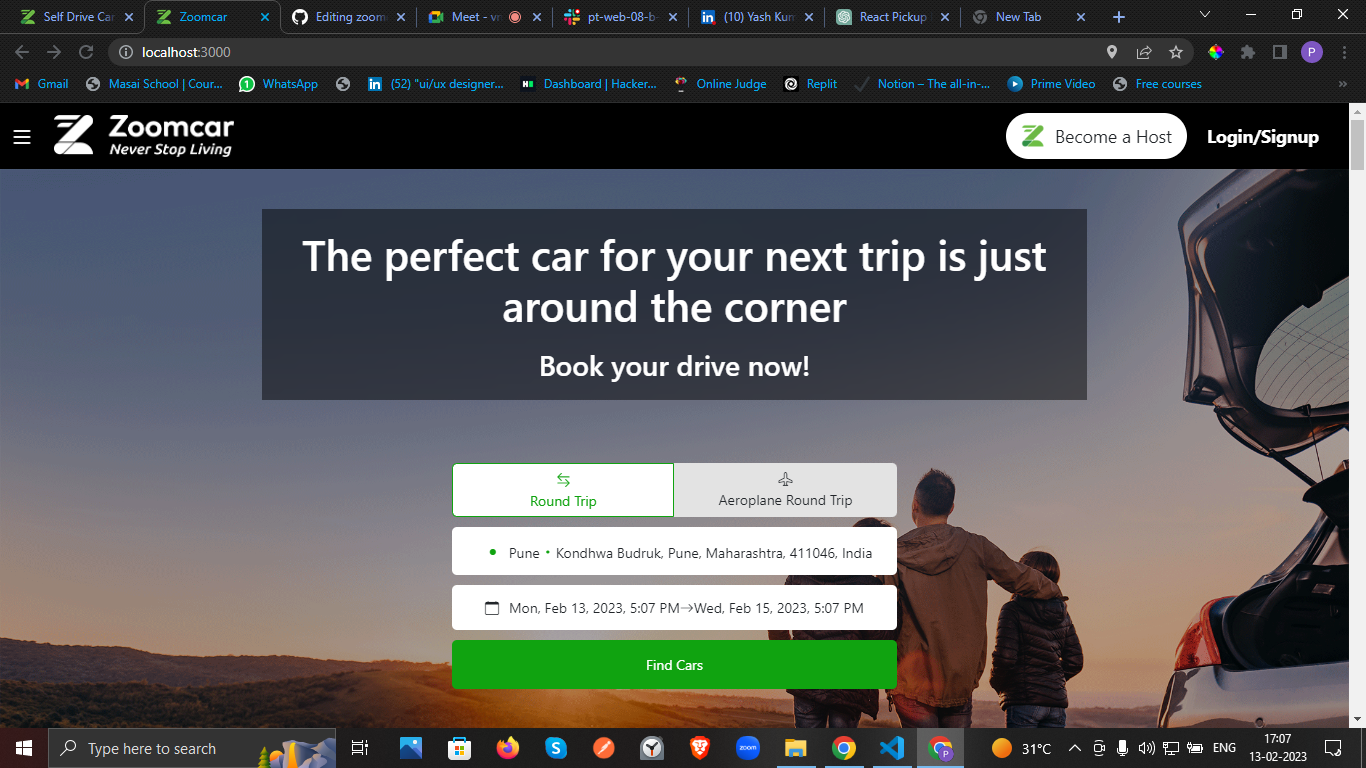 Self Drive Car
Zoomcar
Editing zoom
Meet - vn
pt-web-08-b-
(10) Yash Kum
React Pickup
New Tab
localhost:3000
P
Gmail
Masai School | Cour...
WhatsApp
(52) "ui/ux designer...
Dashboard | Hacker...
Online Judge
Replit
Notion – The all-in-...
Prime Video
Free courses
Zoomcar
Never Stop Living
Become a Host
Login/Signup
The perfect car for your next trip is just
around the corner
Book your drive now!
Round Trip
Aeroplane Round Trip
Pune • Kondhwa Budruk, Pune, Maharashtra, 411046, India
Mon, Feb 13, 2023, 5:07 PM→Wed, Feb 15, 2023, 5:07 PM
Find Cars
Type here to search
zoom
P
31°C
ENG
17:07
13-02-2023